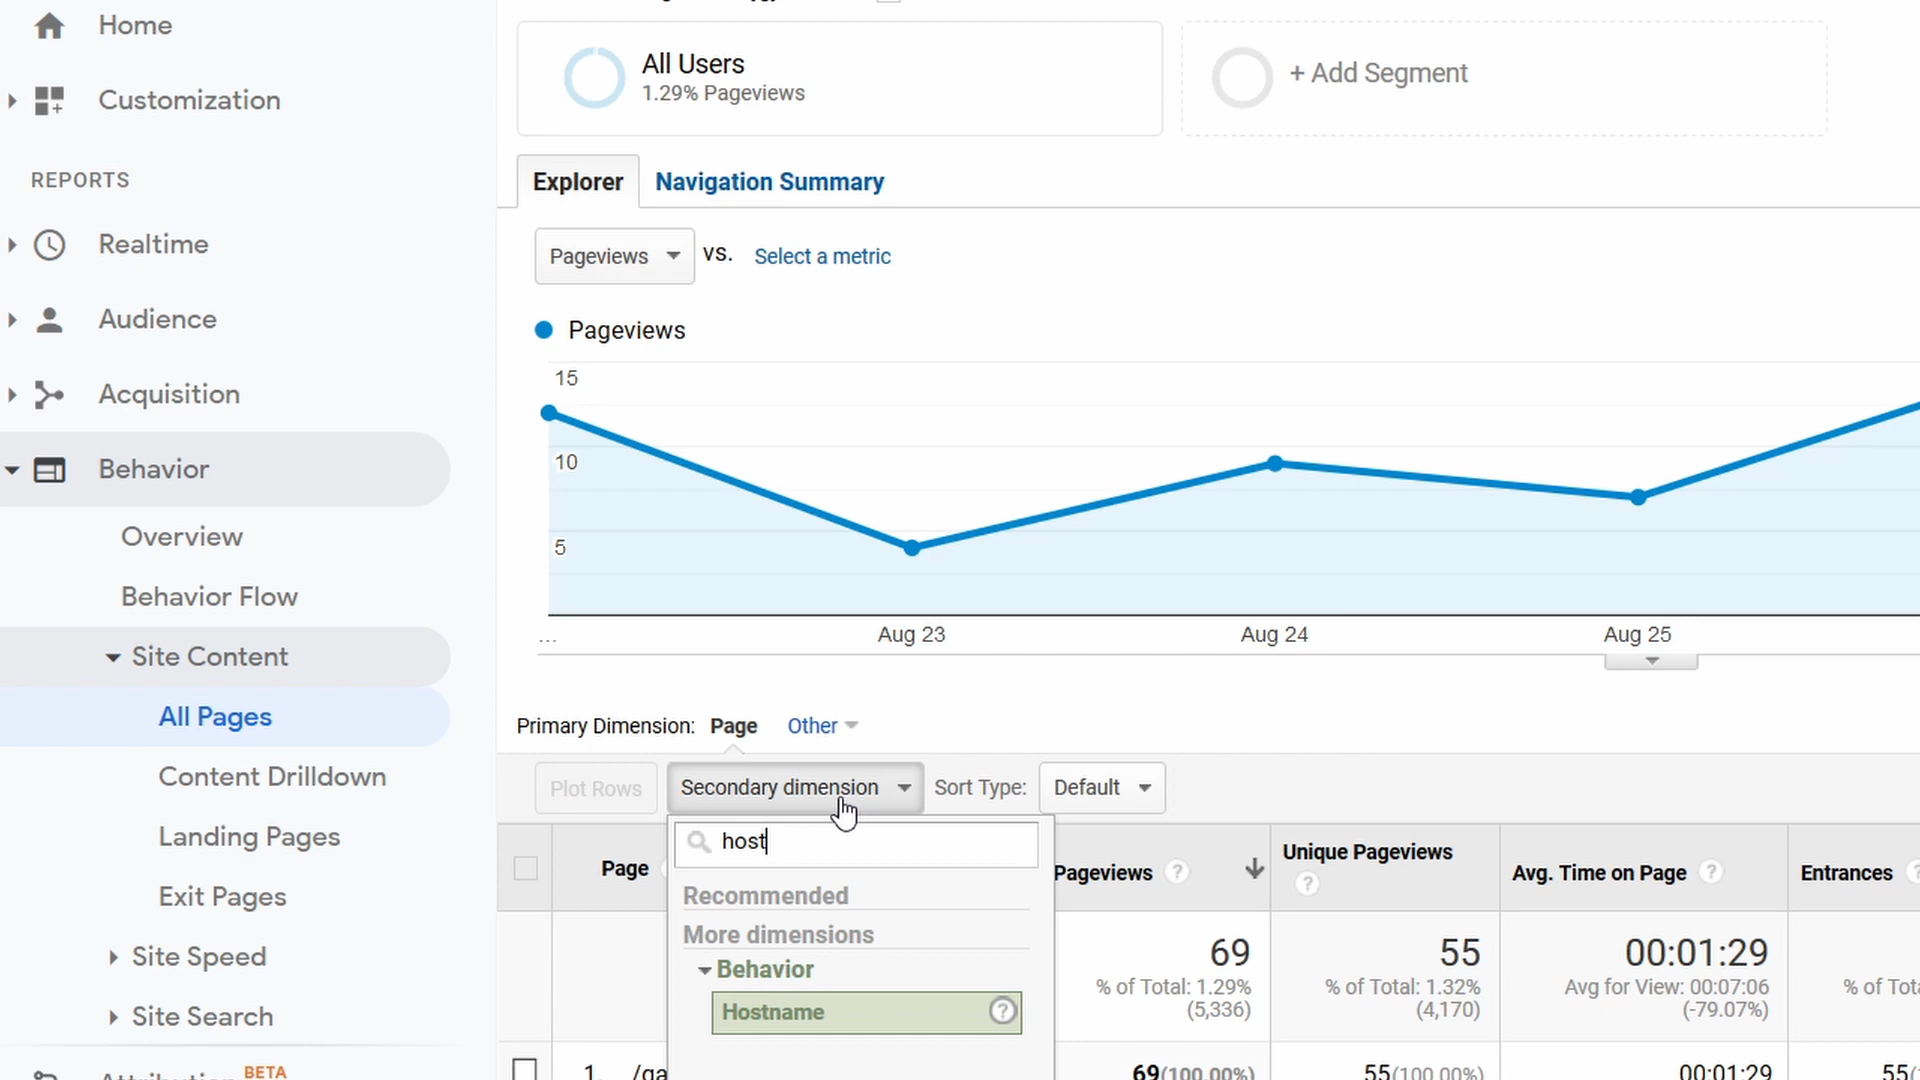 Home
Customization
REPORTS
Realtime
Audience
Acquisition
Behavior
Overview
Behavior Flow
Site Content
All Pages
Content Drilldown
Landing Pages
Exit Pages
Site Speed
Site Search
BETA
All Users
1.29% Pageviews
+ Add Segment
Explorer Navigation Summary
Pageviews VS. Select a metric
Pageviews
15
10
5
... Aug 23 Aug 24 Aug 25
Primary Dimension: Page Other
Plot Rows Secondary dimension Sort Type: Default
host
Recommended
More dimensions
Behavior
Hostname ?
Page Pageviews ? Unique Pageviews ? Avg. Time on Page ? Entrances ?
69 55 00:01:29
% of Total: 1.29% % of Total: 1.32% Avg for View: 00:07:06 % of
(5,336) (4,170) (-79.07%)
1. 69(100.00%) 55(100.00%) 00:01:29